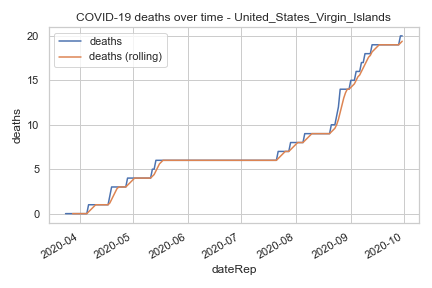 COVID-19 deaths over time - United_States_Virgin_Islands
deaths
deaths (rolling)
20
15
10
5
0
deaths
2020-04
2020-05
2020-06
2020-07
2020-08
2020-09
2020-10
dateRep